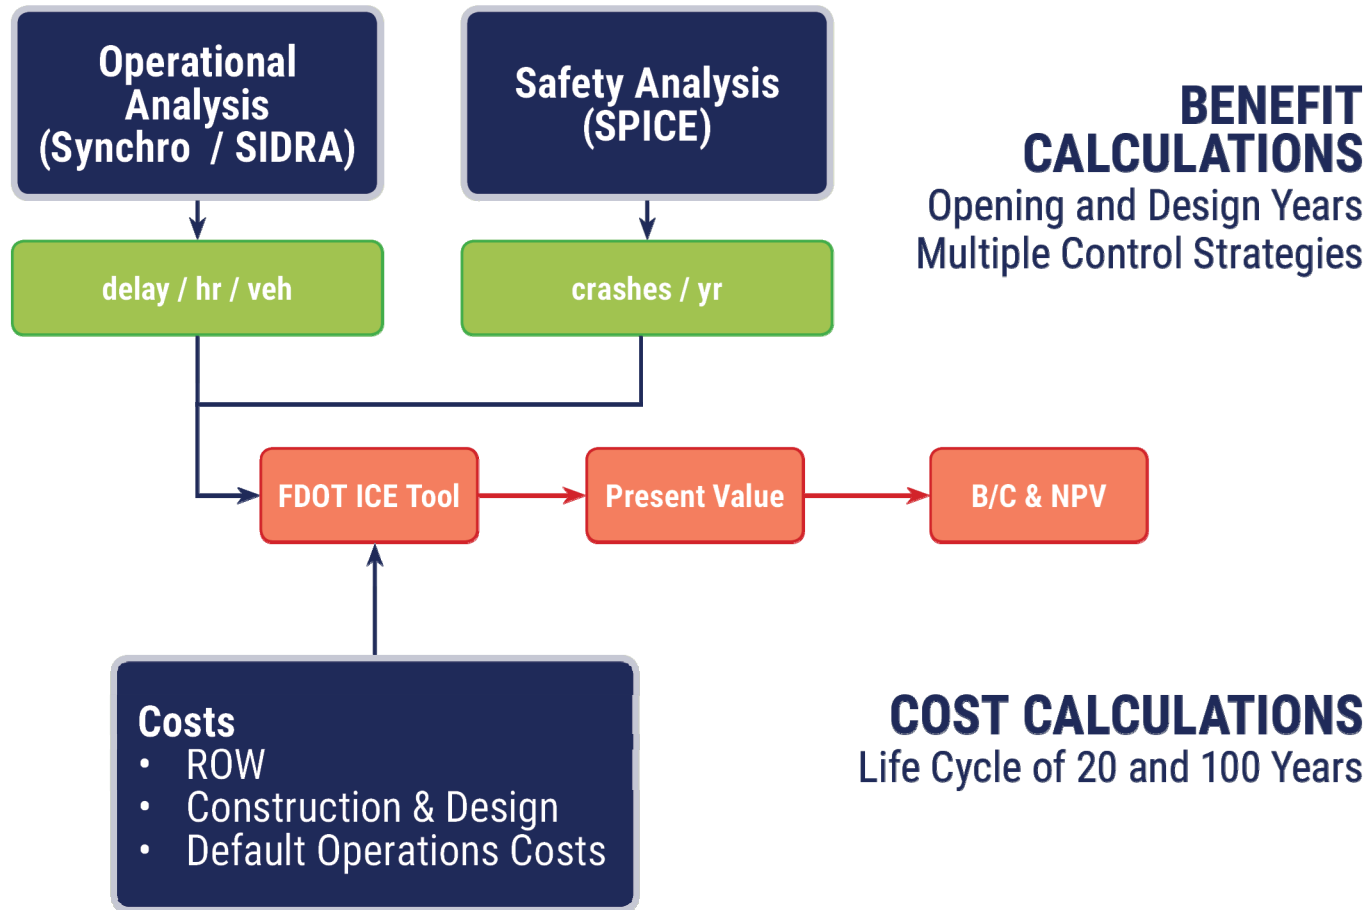 Operational
Analysis
(Synchro / SIDRA)
Safety Analysis
(SPICE)
BENEFIT
CALCULATIONS
Opening and Design Years
Multiple Control Strategies
delay / hr / veh
crashes / yr
FDOT ICE Tool
Present Value
B/C & NPV
Costs
• ROW
• Construction & Design
• Default Operations Costs
COST CALCULATIONS
Life Cycle of 20 and 100 Years